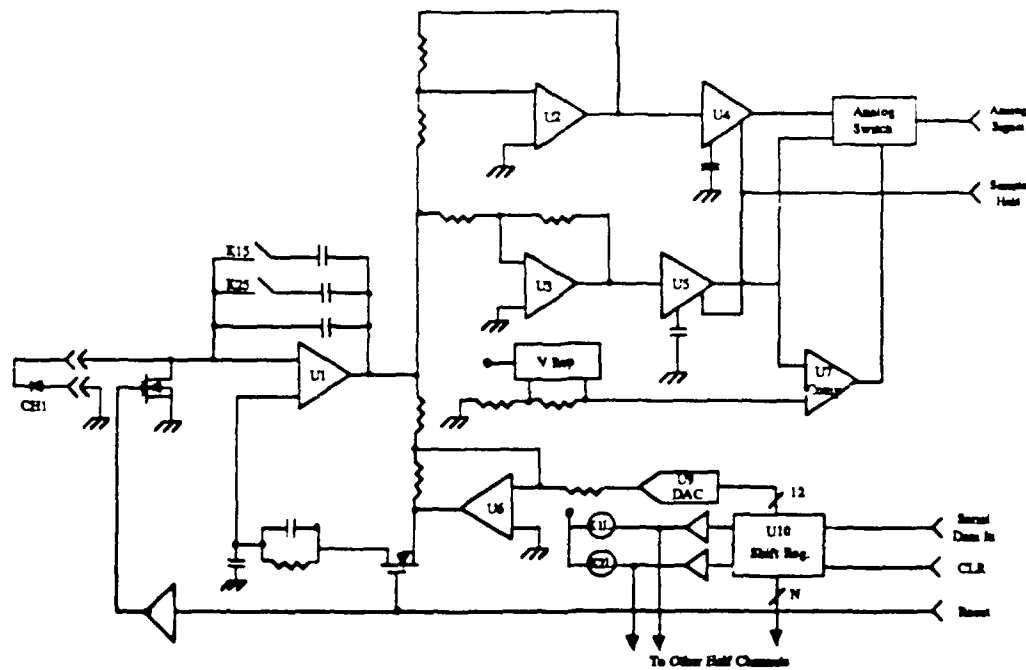 U2
U4
Analog
Switch
Analog
Signal
Sample
Hold
K15
K25
U3
U5
U1
V Ref
U7
Comp
CH1
U6
U9
DAC
12
U10
Shift Reg.
Serial
Data In
CLR
N
Reset
To Other Half Channels